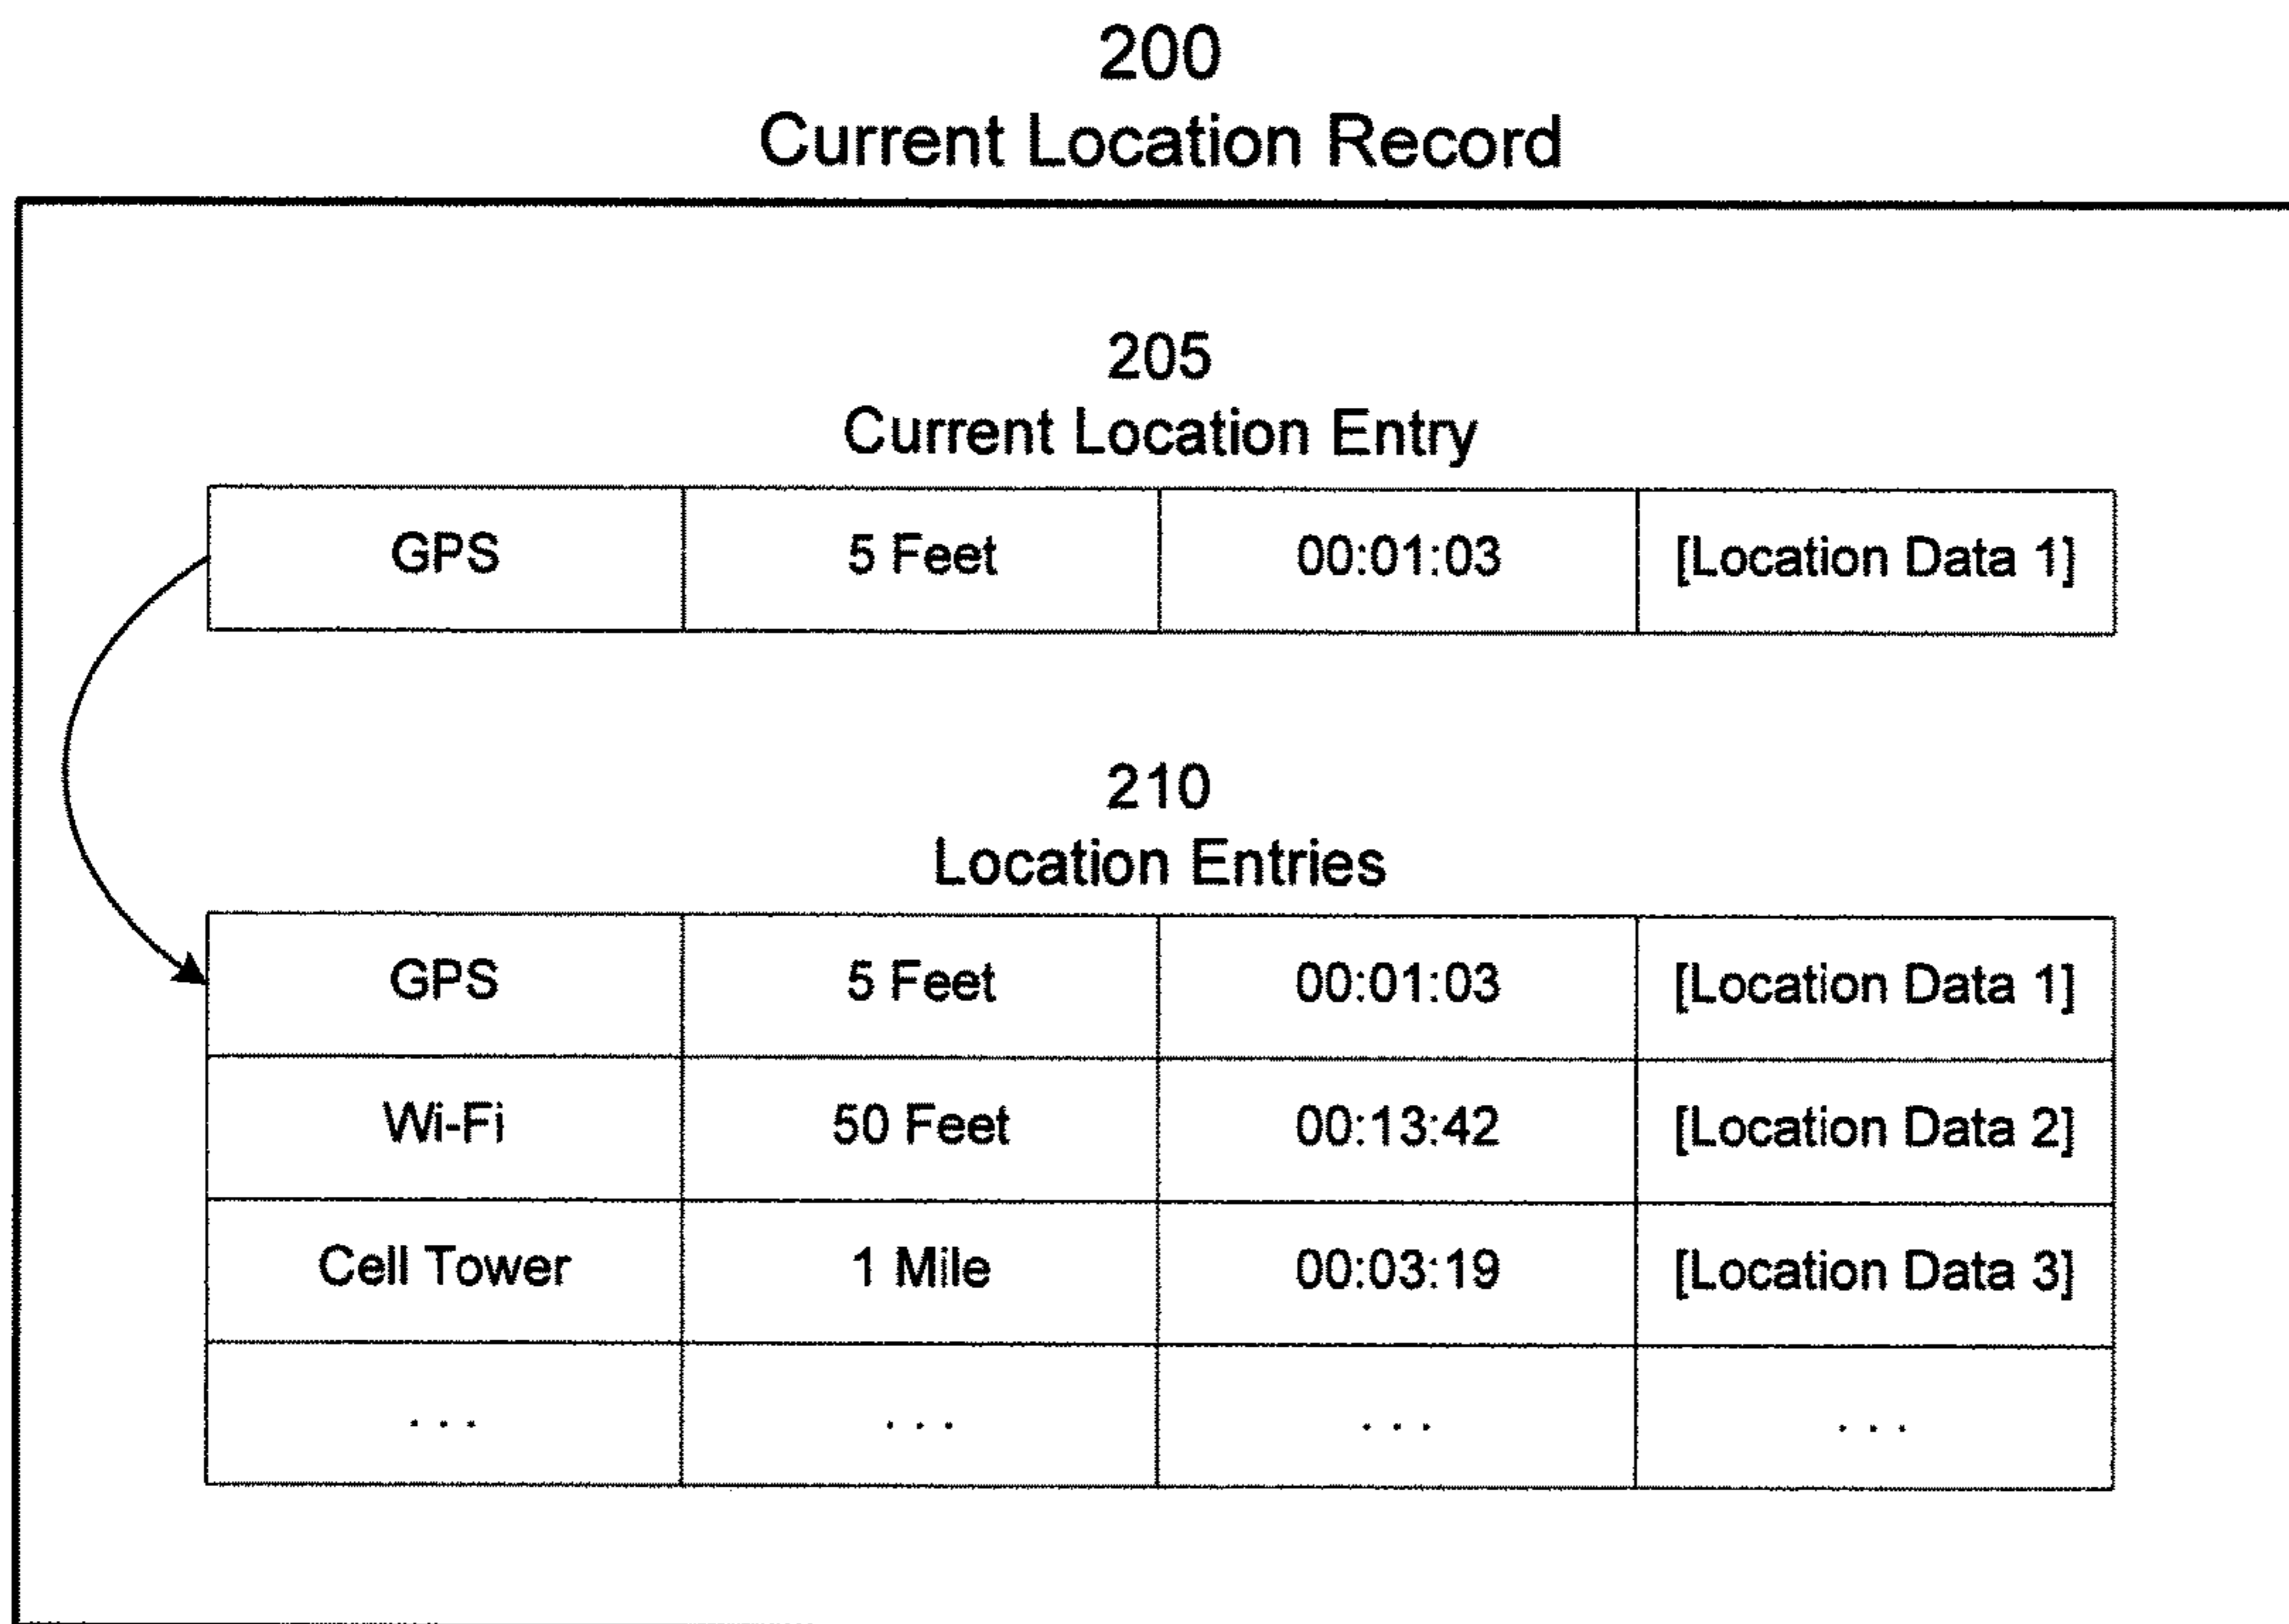 200
Current Location Record
205
Current Location Entry
GPS 5 Feet 00:01:03 [Location Data 1]
210
Location Entries
GPS 5 Feet 00:01:03 [Location Data 1]
Wi-Fi 50 Feet 00:13:42 [Location Data 2]
Cell Tower 1 Mile 00:03:19 [Location Data 3]
... ... ... ...